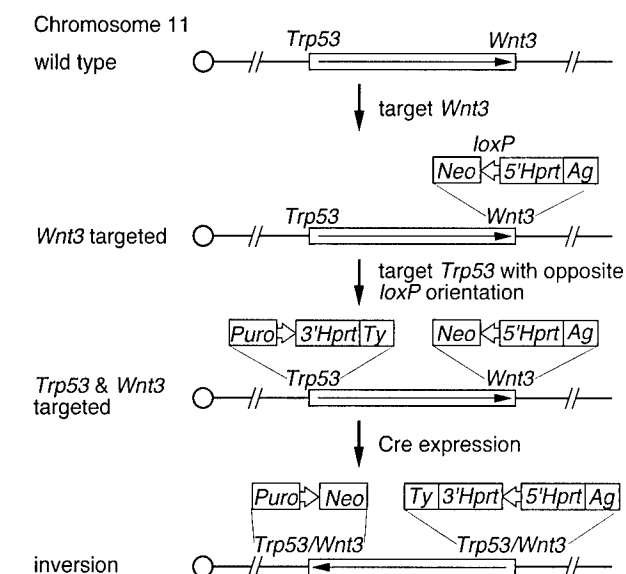 Chromosome 11
wild type
Trp53
Wnt3
target Wnt3
loxP
Neo 5'Hprt Ag
Wnt3 targeted
Trp53
Wnt3
target Trp53 with opposite
loxP orientation
Puro 3'Hprt Ty
Neo 5'Hprt Ag
Trp53 & Wnt3
targeted
Trp53
Wnt3
Cre expression
Puro Neo
Ty 3'Hprt 5'Hprt Ag
inversion
Trp53/Wnt3
Trp53/Wnt3